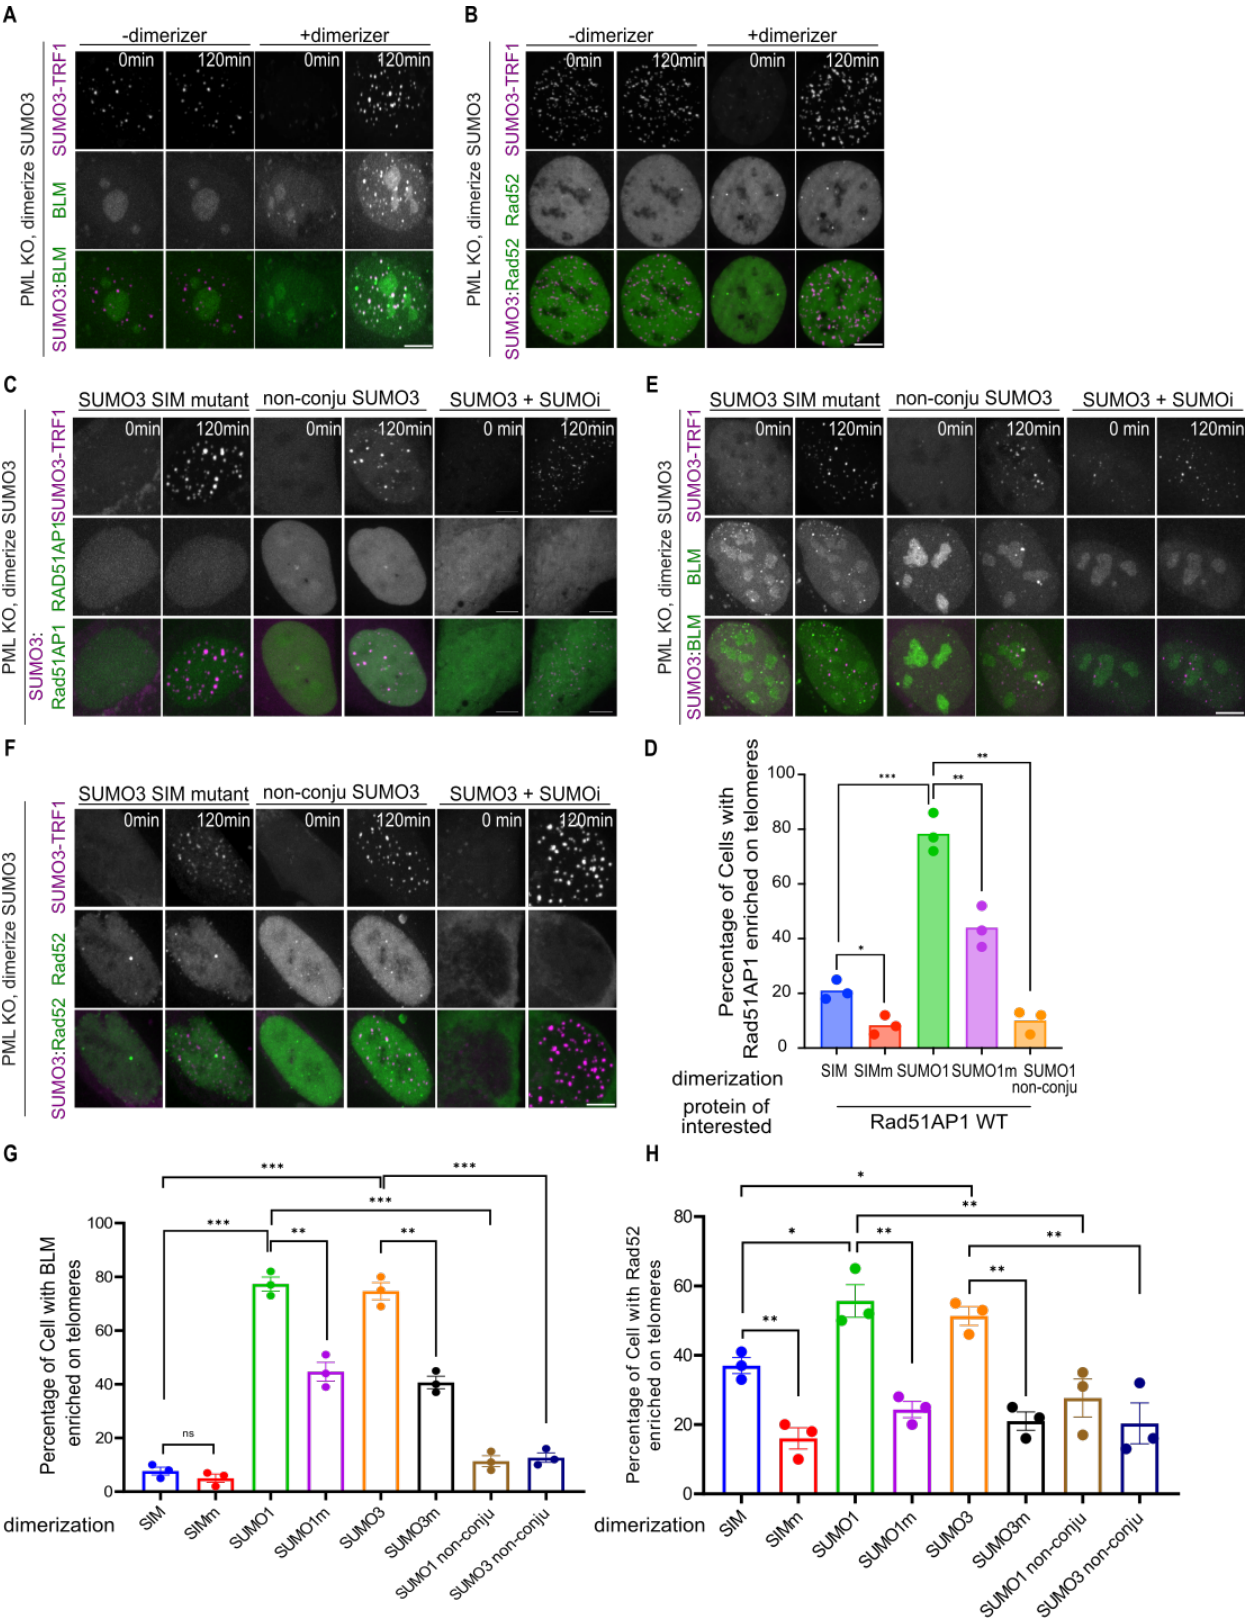 A
-dimerizer +dimerizer
0min 120min 0min 120min
PML KO, dimerize SUMO3
SUMO3-TRF1
BLM
SUMO3:BLM
B
-dimerizer +dimerizer
0min 120min 0min 120min
PML KO, dimerize SUMO3
SUMO3-TRF1
Rad52
SUMO3:Rad52
C
SUMO3 SIM mutant non-conju SUMO3 SUMO3 + SUMOi
0min 120min 0min 120min 0 min 120min
PML KO, dimerize SUMO3
SUMO3-TRF1
RAD51AP1
SUMO3:
Rad51AP1
E
SUMO3 SIM mutant non-conju SUMO3 SUMO3 + SUMOi
0min 120min 0min 120min 0 min 120min
PML KO, dimerize SUMO3
SUMO3-TRF1
BLM
SUMO3:BLM
F
SUMO3 SIM mutant non-conju SUMO3 SUMO3 + SUMOi
0min 120min 0min 120min 0 min 120min
PML KO, dimerize SUMO3
SUMO3-TRF1
Rad52
SUMO3:Rad52
D
Percentage of Cells with
Rad51AP1 enriched on telomeres
100
80
60
40
20
0
* *** ** **
SIM SIMm SUMO1 SUMO1m SUMO1
non-conju
dimerization
protein of
interested
Rad51AP1 WT
G
Percentage of Cell with BLM
enriched on telomeres
100
80
60
40
20
0
*** ***
***
*** ** **
ns
dimerization
SIM
SIMm
SUMO1
SUMO1m
SUMO3
SUMO3m
SUMO1 non-conju
SUMO3 non-conju
H
Percentage of Cell with Rad52
enriched on telomeres
80
60
40
20
0
*
**
* ** **
**
**
dimerization
SIM
SIMm
SUMO1
SUMO1m
SUMO3
SUMO3m
SUMO1 non-conju
SUMO3 non-conju